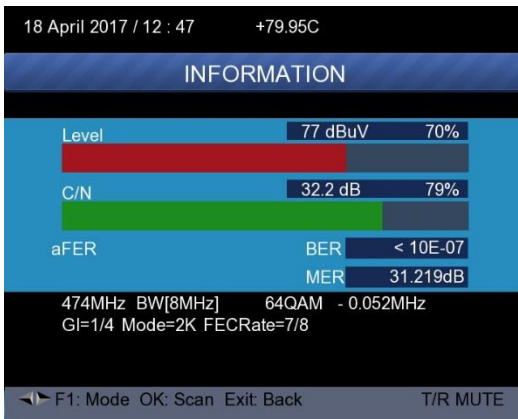 18 April 2017 / 12 : 47 +79.95C
INFORMATION
Level 77 dBuV 70%
C/N 32.2 dB 79%
aFER BER < 10E-07
MER 31.219dB
474MHz BW[8MHz] 64QAM - 0.052MHz
GI=1/4 Mode=2K FECRate=7/8
F1: Mode OK: Scan Exit: Back T/R MUTE